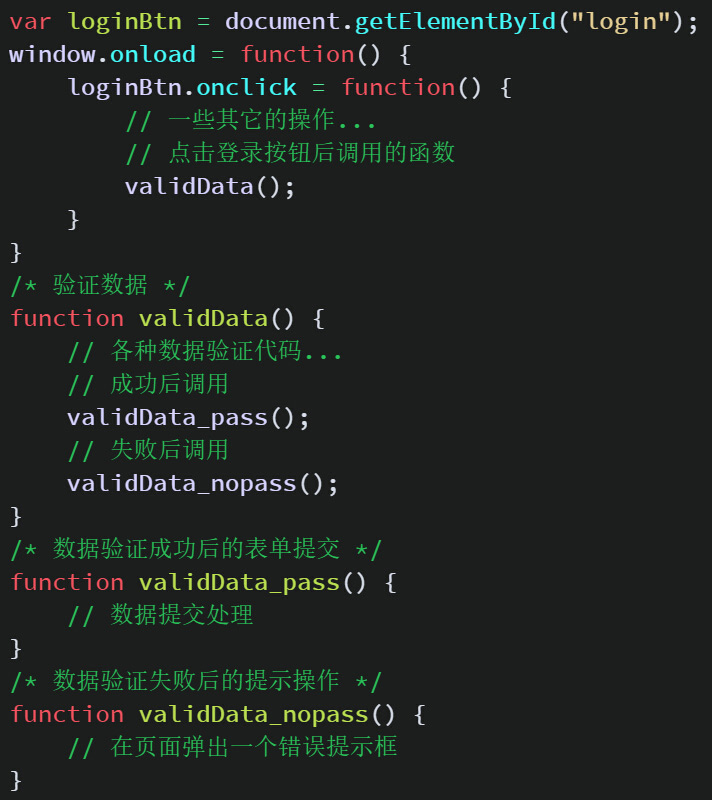 var loginBtn = document.getElementById("login");
window.onload = function() {
    loginBtn.onclick = function() {
        // 一些其它的操作...
        // 点击登录按钮后调用的函数
        validData();
    }
}
/* 验证数据 */
function validData() {
    // 各种数据验证代码...
    // 成功后调用
    validData_pass();
    // 失败后调用
    validData_nopass();
}
/* 数据验证成功后的表单提交 */
function validData_pass() {
    // 数据提交处理
}
/* 数据验证失败后的提示操作 */
function validData_nopass() {
    // 在页面弹出一个错误提示框
}